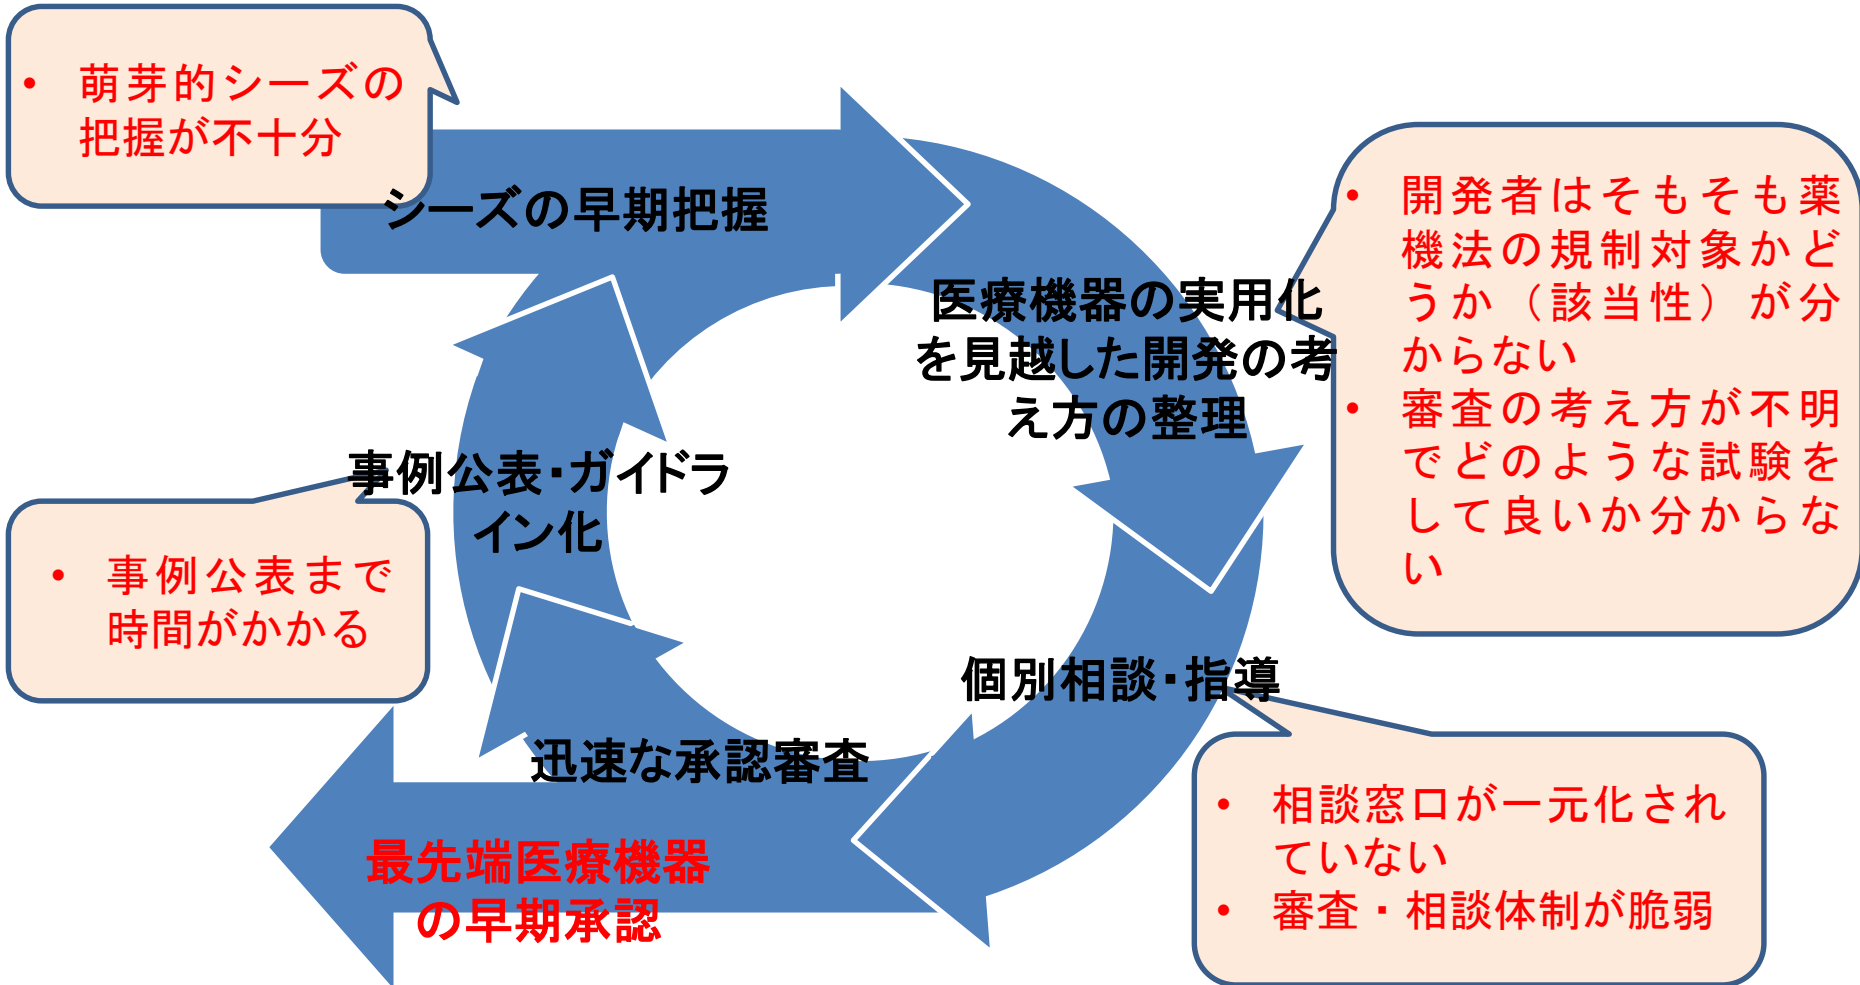 • 萌芽的シーズの
把握が不十分
シーズの早期把握
• 開発者はそもそも薬
機法の規制対象かど
うか（該当性）が分
からない
• 審査の考え方が不明
でどのような試験を
して良いか分からな
い
医療機器の実用化
を見越した開発の考
え方の整理
事例公表・ガイドラ
イン化
• 事例公表まで
時間がかかる
個別相談・指導
迅速な承認審査
• 相談窓口が一元化され
ていない
• 審査・相談体制が脆弱
最先端医療機器
の早期承認